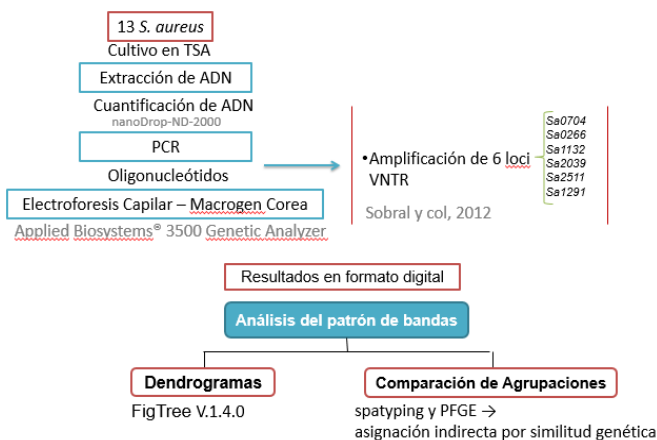 13 S. aureus
Cultivo en TSA
Extracción de ADN
Cuantificación de ADN
nanoDrop-ND-2000
PCR
Oligonucleótidos
Electroforesis Capilar – Macrogen Corea
Applied Biosystems® 3500 Genetic Analyzer
•Amplificación de 6 loci
VNTR
Sobral y col, 2012
Sa0704
Sa0266
Sa1132
Sa2039
Sa2511
Sa1291
Resultados en formato digital
Análisis del patrón de bandas
Dendrogramas
FigTree V.1.4.0
Comparación de Agrupaciones
spatyping y PFGE →
asignación indirecta por similitud genética